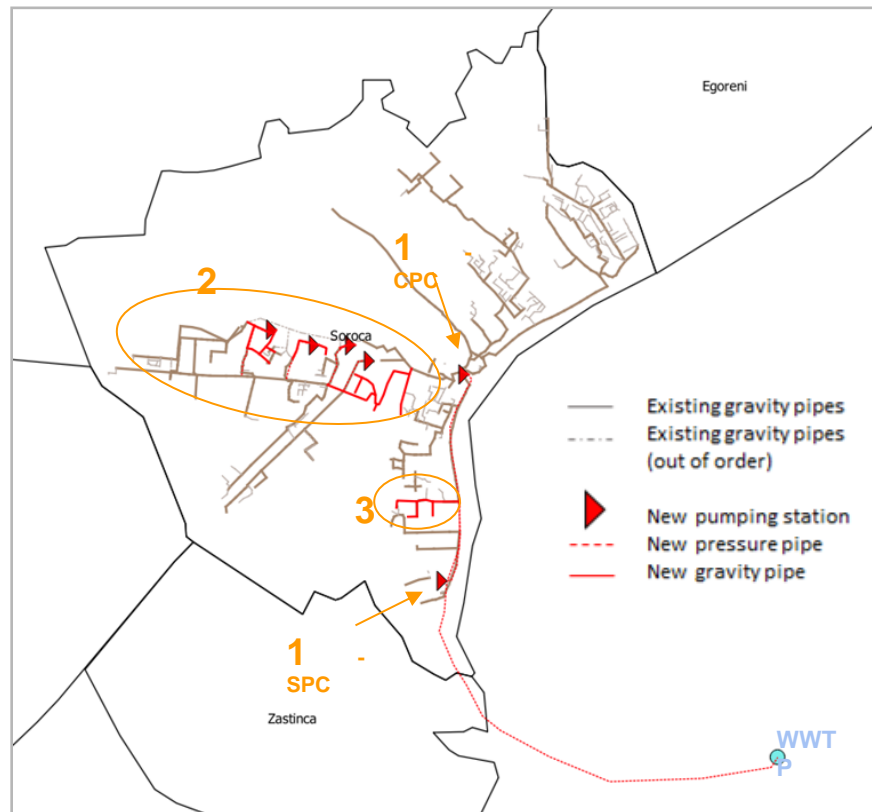 Egoreni
1
CPC
-
2
Soroca
Existing gravity pipes
Existing gravity pipes
(out of order)
3
New pumping station
New pressure pipe
New gravity pipe
1
-
SPC
Zastinca
WWT
P